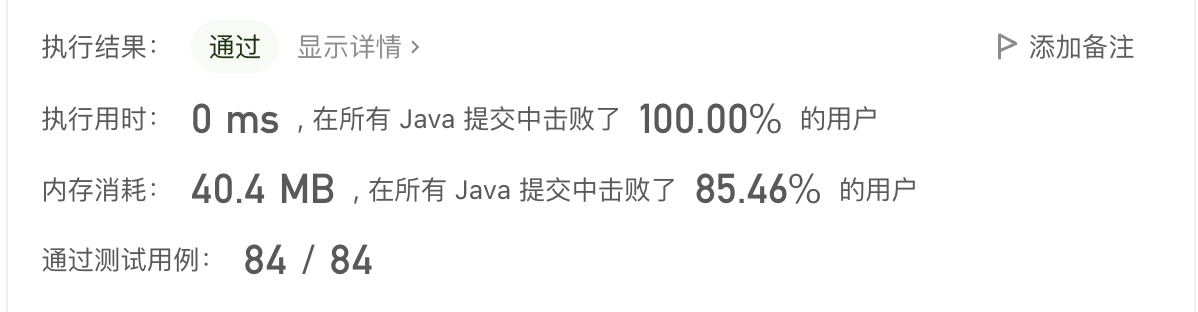 执行结果： 通过 显示详情 › 添加备注
执行用时： 0 ms , 在所有 Java 提交中击败了 100.00% 的用户
内存消耗： 40.4 MB , 在所有 Java 提交中击败了 85.46% 的用户
通过测试用例： 84 / 84